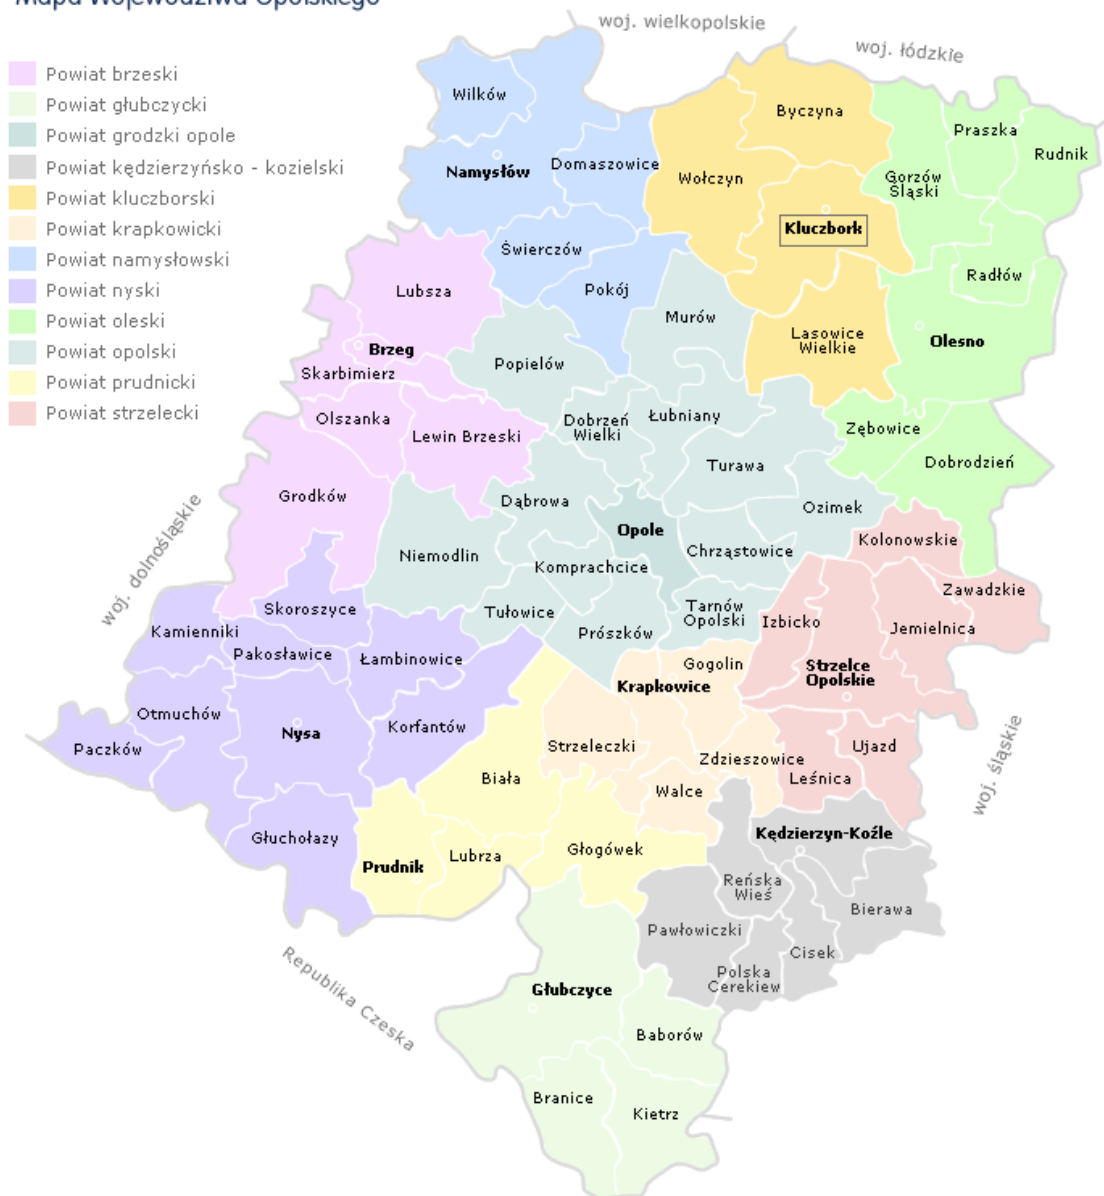 Mapa Województwa Opolskiego
woj. wielkopolskie
woj. łódzkie
Powiat brzeski
Powiat głubczycki
Powiat grodzki opole
Powiat kędzierzyńsko - kozielski
Powiat kluczborski
Powiat krapkowicki
Powiat namysłowski
Powiat nyski
Powiat oleski
Powiat opolski
Powiat prudnicki
Powiat strzelecki
Wilków
Byczyna
Praszka
Rudnik
Namysłów
Domaszowice
Wołczyn
Gorzów
Śląski
Kluczbork
Świerczów
Radłów
Lubsza
Pokój
Murów
Lasowice
Wielkie
Olesno
Brzeg
Popielów
Skarbimierz
Olszanka
Dobrzeń
Wielki
Łubniany
Zębowice
Lewin Brzeski
Turawa
Dobrodzień
Grodków
Dąbrowa
Ozimek
Opole
Kolonowskie
Niemodlin
Chrząstowice
Komprachcice
woj. dolnośląskie
Zawadzkie
Skoroszyce
Tułowice
Tarnów
Opolski
Izbicko
Jemielnica
Kamienniki
Prószków
Pakosławice
Łambinowice
Gogolin
Strzelce
Opolskie
Krapkowice
Otmuchów
Korfantów
Nysa
Paczków
Strzeleczki
Ujazd
Zdzieszowice
Leśnica
woj. śląskie
Biała
Walce
Głuchołazy
Kędzierzyn-Koźle
Głogówek
Lubrza
Prudnik
Reńska
Wieś
Bierawa
Pawłowiczki
Cisek
Polska
Cerekiew
Republika Czeska
Głubczyce
Baborów
Branice
Kietrz